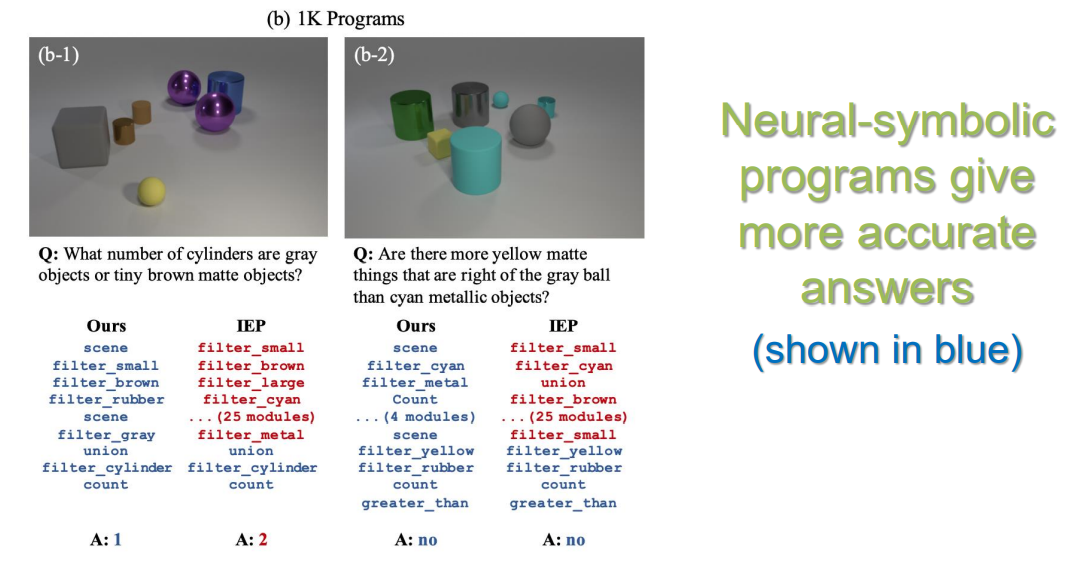 (b) 1K Programs
(b-1)
Q: What number of cylinders are gray
objects or tiny brown matte objects?
Ours
scene
filter_small
filter_brown
filter_rubber
scene
filter_gray
union
filter_cylinder
count
A: 1
IEP
filter_small
filter_brown
filter_large
filter_cyan
...(25 modules)
filter_metal
union
filter_cylinder
count
A: 2
(b-2)
Q: Are there more yellow matte
things that are right of the gray ball
than cyan metallic objects?
Ours
scene
filter_cyan
filter_metal
Count
...(4 modules)
scene
filter_yellow
filter_rubber
count
greater_than
A: no
IEP
filter_small
filter_cyan
union
filter_brown
...(25 modules)
filter_small
filter_yellow
filter_rubber
count
greater_than
A: no
Neural-symbolic
programs give
more accurate
answers
(shown in blue)